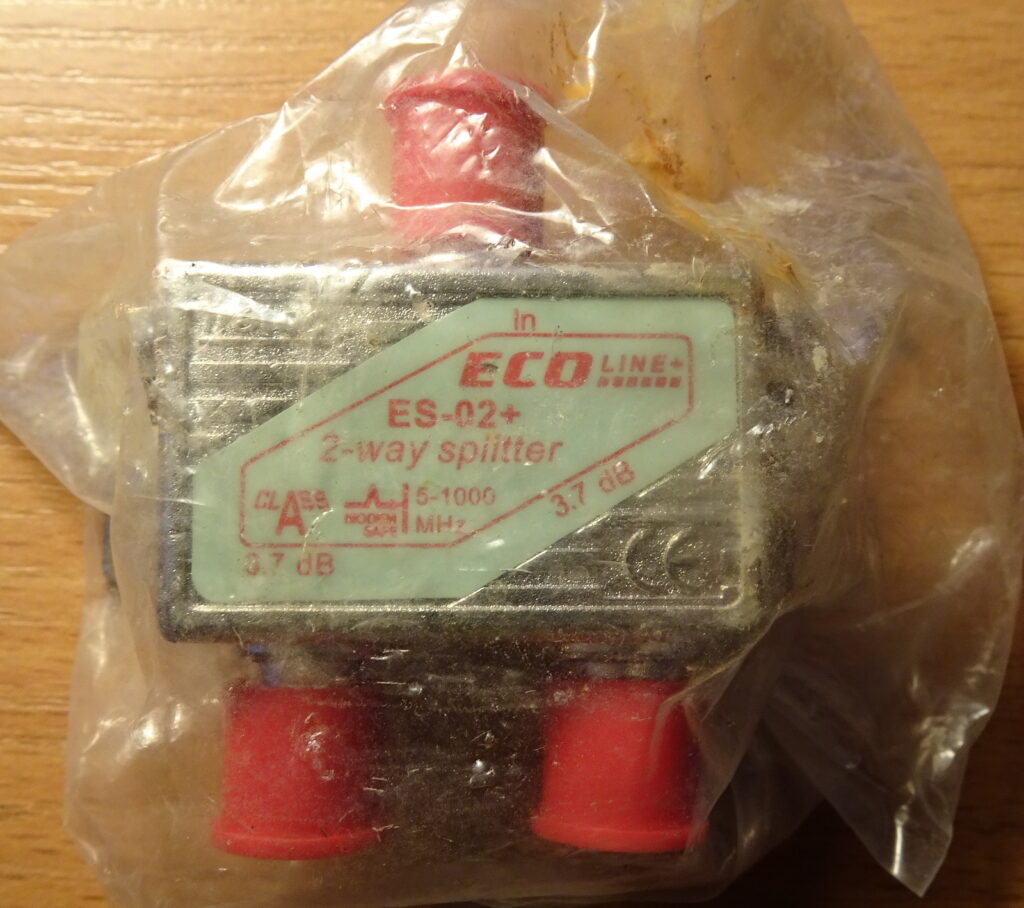 In
ECO LINE+
ES-02+
2-way splitter
CLASS A
MODEM SAFE
5-1000 MHz
3.7 dB
3.7 dB
CE